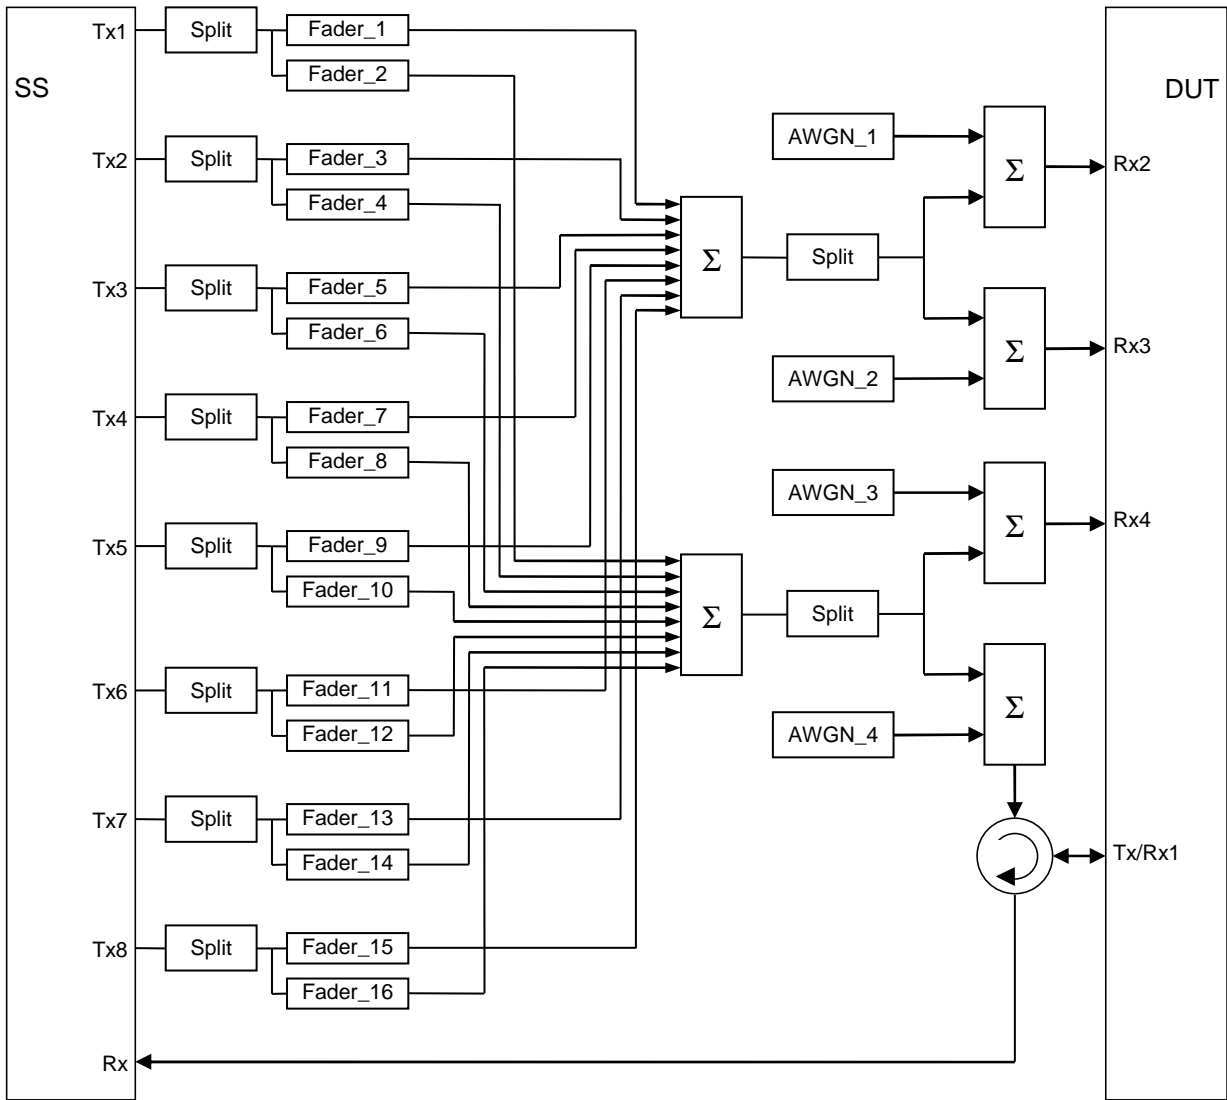 SS
DUT
Tx1
Split
Fader_1
Fader_2
Tx2
Split
Fader_3
Fader_4
Tx3
Split
Fader_5
Fader_6
Tx4
Split
Fader_7
Fader_8
Tx5
Split
Fader_9
Fader_10
Tx6
Split
Fader_11
Fader_12
Tx7
Split
Fader_13
Fader_14
Tx8
Split
Fader_15
Fader_16
Rx
Σ
Split
Σ
Split
AWGN_1
Σ
Rx2
AWGN_2
Σ
Rx3
AWGN_3
Σ
Rx4
AWGN_4
Σ
Tx/Rx1